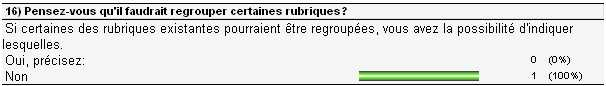 16) Pensez-vous qu'il faudrait regrouper certaines rubriques ?
Si certaines des rubriques existantes pourraient être regroupées, vous avez la possibilité d'indiquer
lesquelles.
Oui, précisez: 0 (0%)
Non 1 (100%)